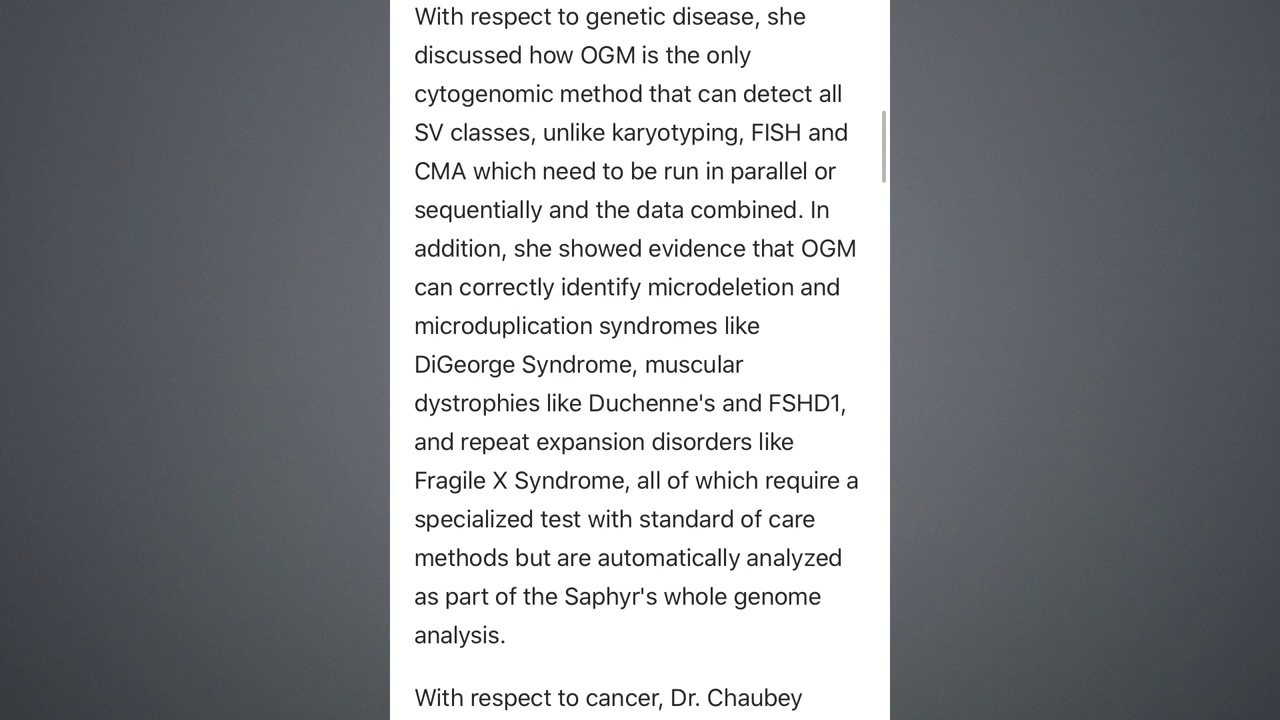 With respect to genetic disease, she
discussed how OGM is the only
cytogenomic method that can detect all
SV classes, unlike karyotyping, FISH and
CMA which need to be run in parallel or
sequentially and the data combined. In
addition, she showed evidence that OGM
can correctly identify microdeletion and
microduplication syndromes like
DiGeorge Syndrome, muscular
dystrophies like Duchenne's and FSHD1,
and repeat expansion disorders like
Fragile X Syndrome, all of which require a
specialized test with standard of care
methods but are automatically analyzed
as part of the Saphyr's whole genome
analysis.
With respect to cancer, Dr. Chaubey